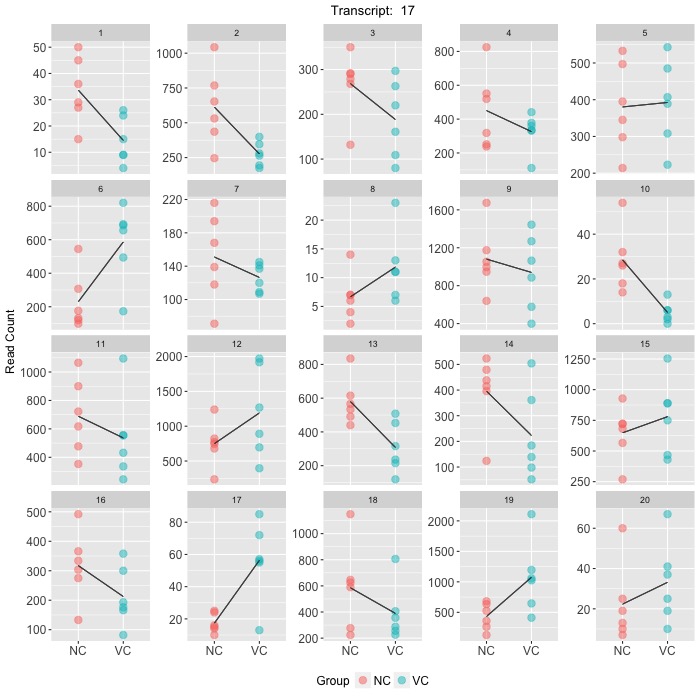 Transcript: 17
1 2 3 4 5
50 40 30 20 10
1000 750 500 250
300 200 100
800 600 400 200
500 400 300 200
6 7 8 9 10
800 600 400 200
220 180 140 100
20 15 10 5
1600 1200 800 400
40 20 0
Read Count
11 12 13 14 15
1000 800 600 400
2000 1500 1000 500
800 600 400 200
500 400 300 200 100
1250 1000 750 500 250
16 17 18 19 20
500 400 300 200 100
80 60 40 20
1000 800 600 400 200
2000 1500 1000 500
60 40 20
NC VC NC VC NC VC NC VC NC VC
Group NC VC